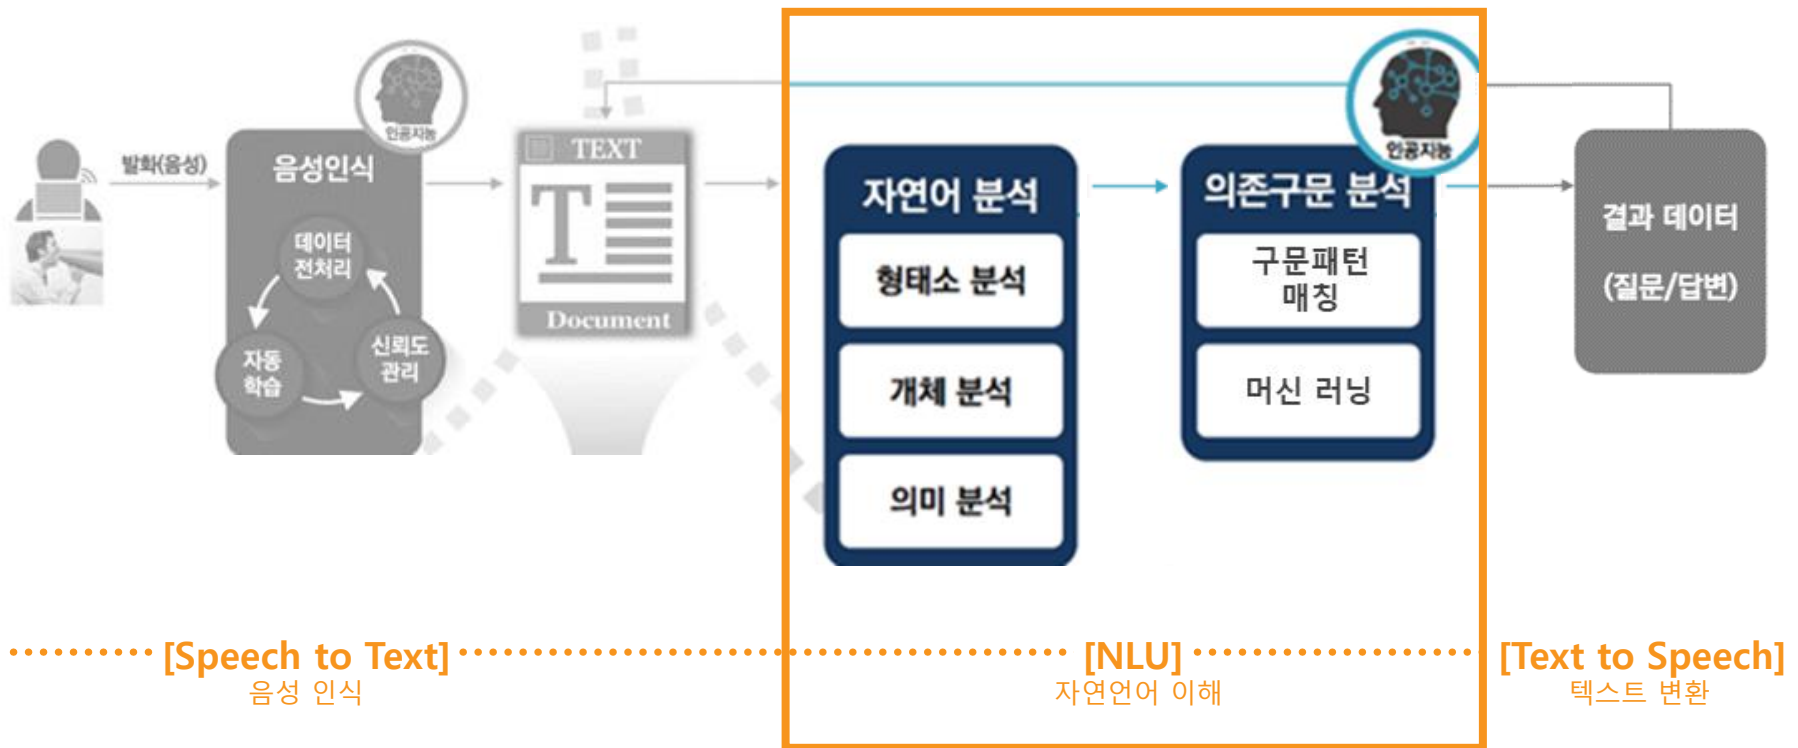 발화(음성)
인공지능
음성인식
데이터
전처리
자동
학습
신뢰도
관리
TEXT
T
Document
자연어 분석
형태소 분석
개체 분석
의미 분석
인공지능
의존구문 분석
구문패턴
매칭
머신 러닝
결과 데이터
(질문/답변)
[Speech to Text]
음성 인식
[NLU]
자연언어 이해
[Text to Speech]
텍스트 변환